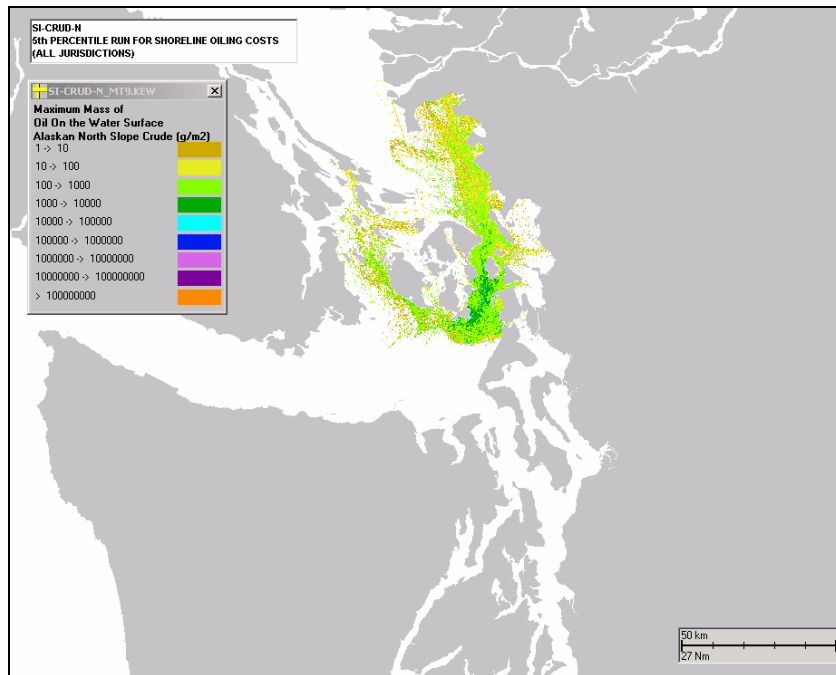 SI-CRUD-N
5th PERCENTILE RUN FOR SHORELINE OILING COSTS
(ALL JURISDICTIONS)
SI-CRUD-N_MT9.KEW
Maximum Mass of
Oil On the Water Surface
Alaskan North Slope Crude (g/m2)
1 -> 10
10 -> 100
100 -> 1000
1000 -> 10000
10000 -> 100000
100000 -> 1000000
1000000 -> 10000000
10000000 -> 100000000
> 100000000
50 km
27 Nm